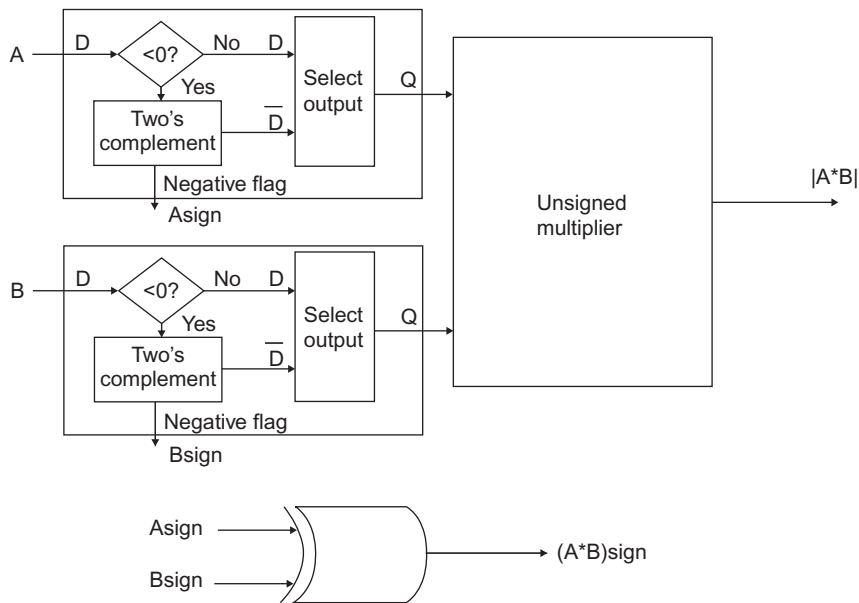 A
D
<0?
No
D
Yes
Two's
complement
D̅
Select
output
Q
Negative flag
Asign
B
D
<0?
No
D
Yes
Two's
complement
D̅
Select
output
Q
Negative flag
Bsign
Unsigned
multiplier
|A*B|
Asign
Bsign
(A*B)sign